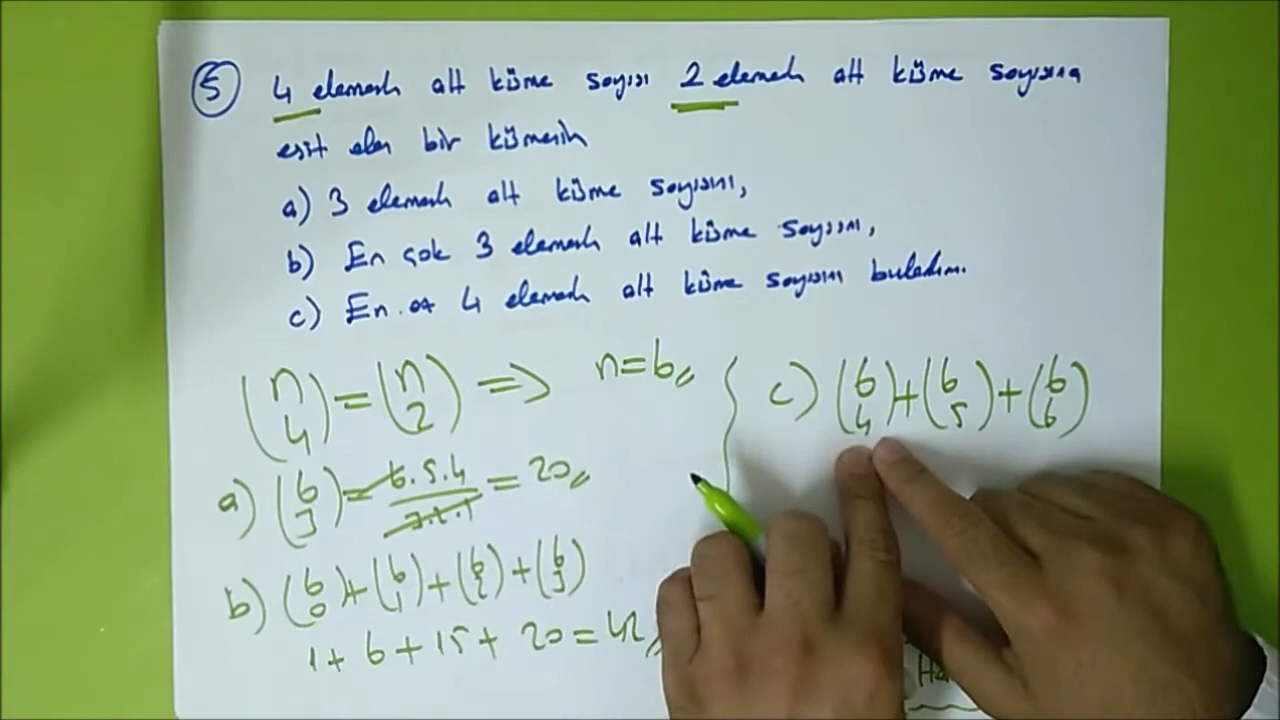 5 4 elemanlı alt küme sayısı 2 elemanlı alt küme sayısına
eşit olan bir kümenin
a) 3 elemanlı alt küme sayısını,
b) En çok 3 elemanlı alt küme sayısını,
c) En az 4 elemanlı alt küme sayısını bulalım.
(n 4) = (n 2) => n=6
a) (6 3) = 6.5.4 / 3.2.1 = 20
b) (6 0) + (6 1) + (6 2) + (6 3)
1 + 6 + 15 + 20 = 42
c) (6 4) + (6 5) + (6 6)